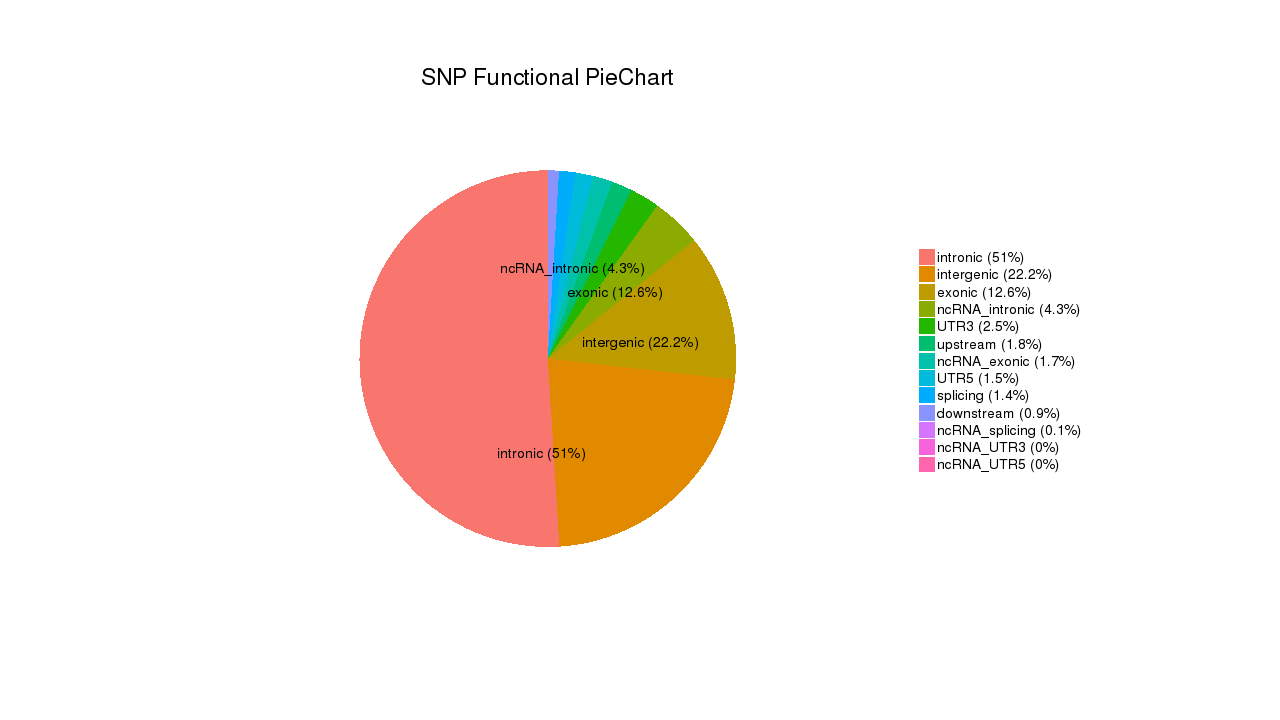 SNP Functional PieChart
ncRNA_intronic (4.3%)
exonic (12.6%)
intergenic (22.2%)
intronic (51%)
intronic (51%)
intergenic (22.2%)
exonic (12.6%)
ncRNA_intronic (4.3%)
UTR3 (2.5%)
upstream (1.8%)
ncRNA_exonic (1.7%)
UTR5 (1.5%)
splicing (1.4%)
downstream (0.9%)
ncRNA_splicing (0.1%)
ncRNA_UTR3 (0%)
ncRNA_UTR5 (0%)